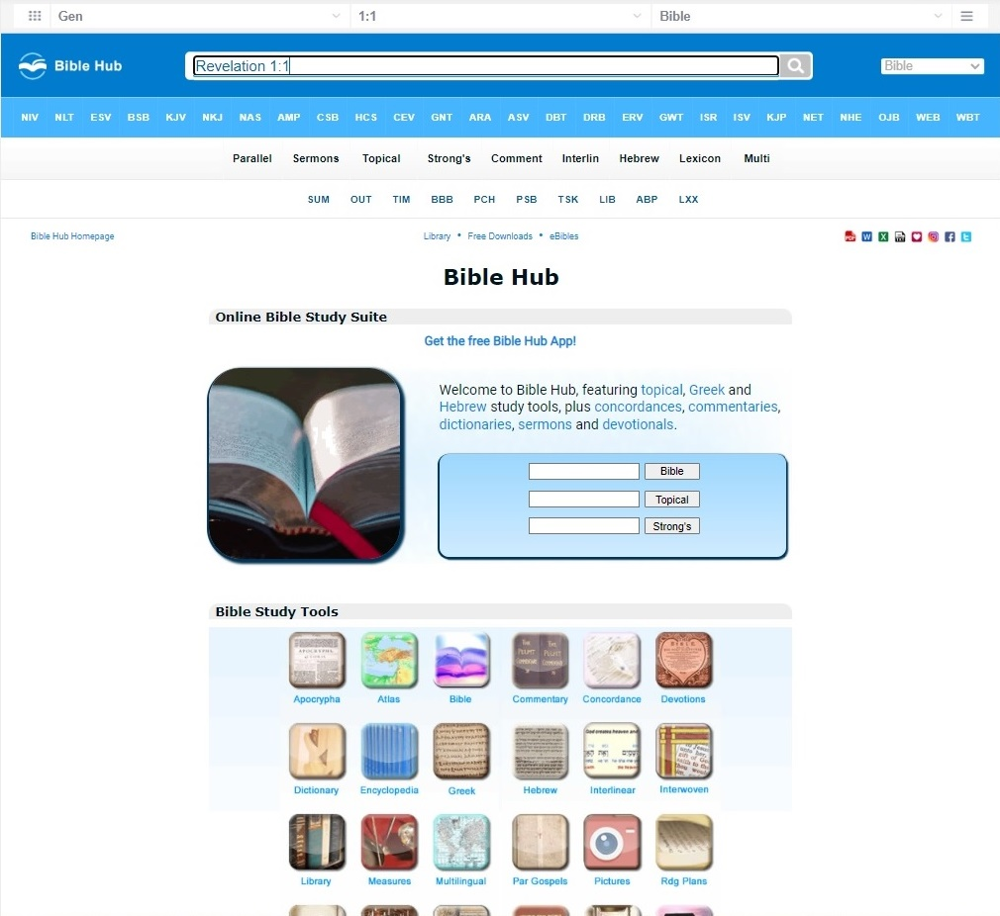 Gen 1:1 Bible
Bible Hub Revelation 1:1 Bible
NIV NLT ESV BSB KJV NKJ NAS AMP CSB HCS CEV GNT ARA ASV DBT DRB ERV GWT ISR ISV KJP NET NHE OJB WEB WBT
Parallel Sermons Topical Strong's Comment Interlin Hebrew Lexicon Multi
SUM OUT TIM BBB PCH PSB TSK LIB ABP LXX
Bible Hub Homepage Library • Free Downloads • eBibles
Bible Hub
Online Bible Study Suite
Get the free Bible Hub App!
Welcome to Bible Hub, featuring topical, Greek and
Hebrew study tools, plus concordances, commentaries,
dictionaries, sermons and devotionals.
Bible
Topical
Strong's
Bible Study Tools
Apocrypha Atlas Bible Commentary Concordance Devotions
Dictionary Encyclopedia Greek Hebrew Interlinear Interwoven
Library Measures Multilingual Par Gospels Pictures Rdg Plans